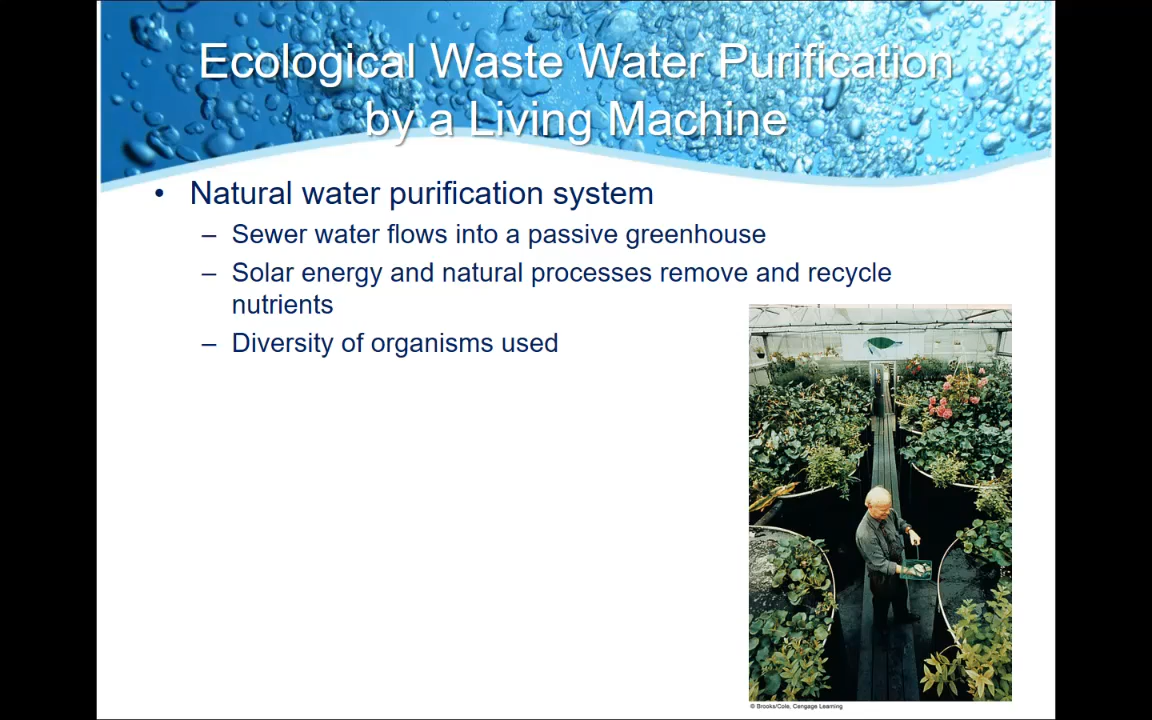 Ecological Waste Water Purification
by a Living Machine
• Natural water purification system
– Sewer water flows into a passive greenhouse
– Solar energy and natural processes remove and recycle
nutrients
– Diversity of organisms used
© Brooks/Cole, Cengage Learning